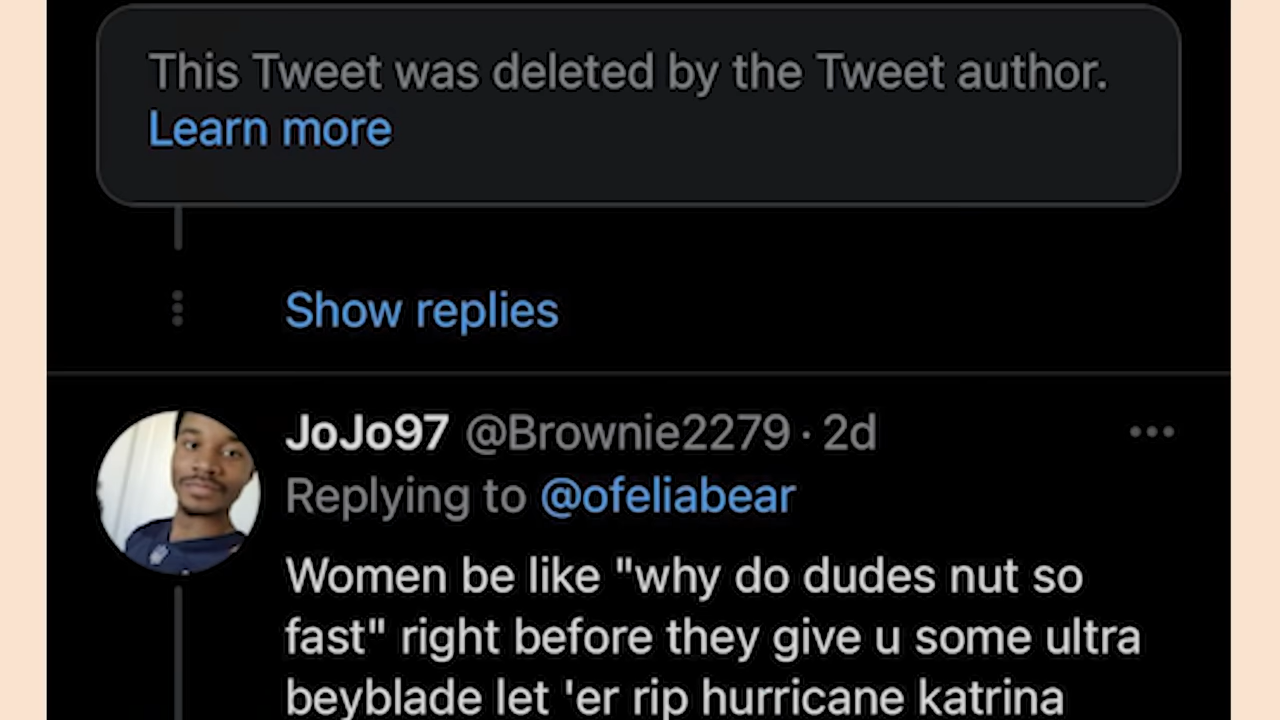 This Tweet was deleted by the Tweet author.
Learn more
Show replies
JoJo97 @Brownie2279 · 2d
Replying to @ofeliabear
Women be like "why do dudes nut so
fast" right before they give u some ultra
beyblade let 'er rip hurricane katrina